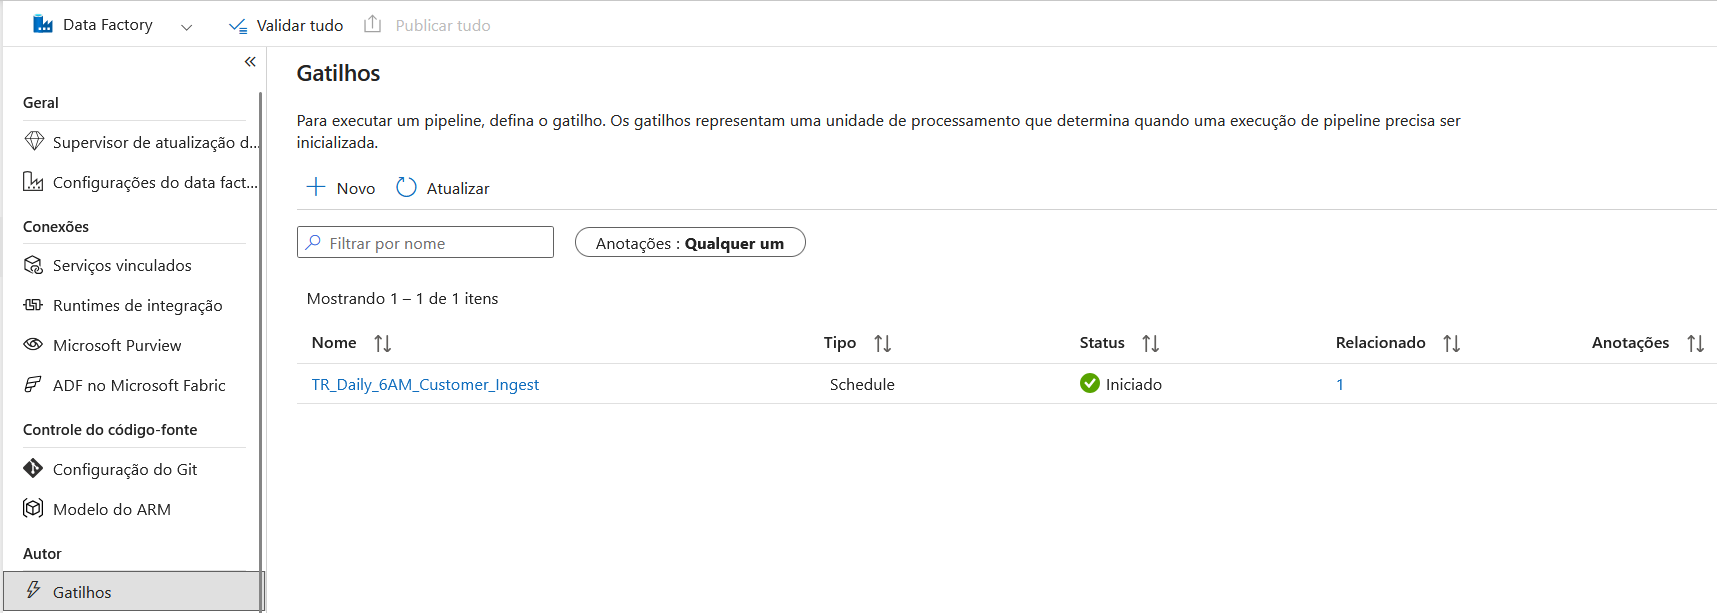 Data Factory
Validar tudo
Publicar tudo
«
Geral
Supervisor de atualização d...
Configurações do data fact...
Conexões
Serviços vinculados
Runtimes de integração
Microsoft Purview
ADF no Microsoft Fabric
Controle do código-fonte
Configuração do Git
Modelo do ARM
Autor
Gatilhos
Gatilhos
Para executar um pipeline, defina o gatilho. Os gatilhos representam uma unidade de processamento que determina quando uma execução de pipeline precisa ser
inicializada.
Novo
Atualizar
Filtrar por nome
Anotações : Qualquer um
Mostrando 1 – 1 de 1 itens
Nome Tipo Status Relacionado Anotações
TR_Daily_6AM_Customer_Ingest Schedule Iniciado 1